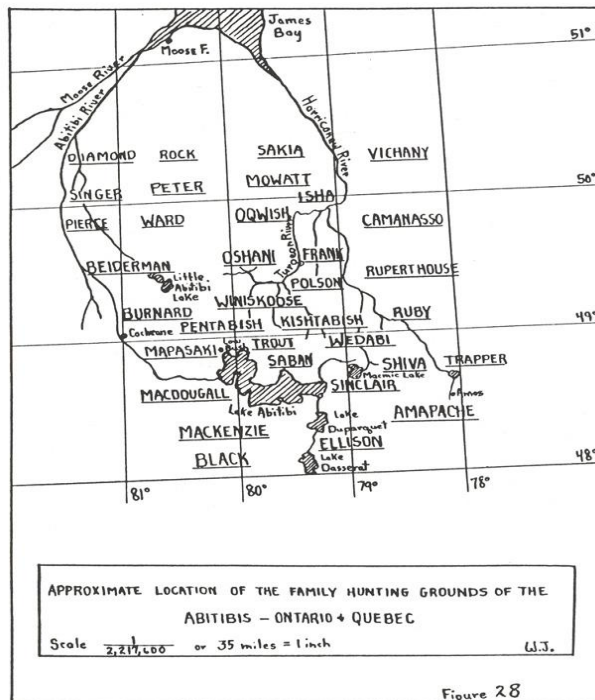 James
Bay
51°
Moose F.
Moose River
Abitibi River
Harricanaw River
DIAMOND ROCK SAKIA VICHANY
SINGER PETER MOWATT
ISHA
50°
PIERCE WARD OQWISH CAMANASSO
Turgeon River
OSHANI FRANK
BEIDERMAN
Little
Abitibi
Lake
POLSON RUPERTHOUSE
WINISKOOSE
BURNARD PENTABISH KISHTABISH RUBY
49°
Cochrane
Low
Bush
TROUT WEDABI
MAPASAKI
SABAN SHIVA TRAPPER
Macmic Lake
MACDOUGALL SINCLAIR
Amos
Lake Abitibi
AMAPACHE
Lake
Duparquet
MACKENZIE
ELLISON
BLACK
Lake
Dasserat
48°
81° 80° 79° 78°
APPROXIMATE LOCATION OF THE FAMILY HUNTING GROUNDS OF THE
ABITIBIS – ONTARIO + QUEBEC
Scale 1/2,217,600 or 35 miles = 1 inch W.J.
Figure 28